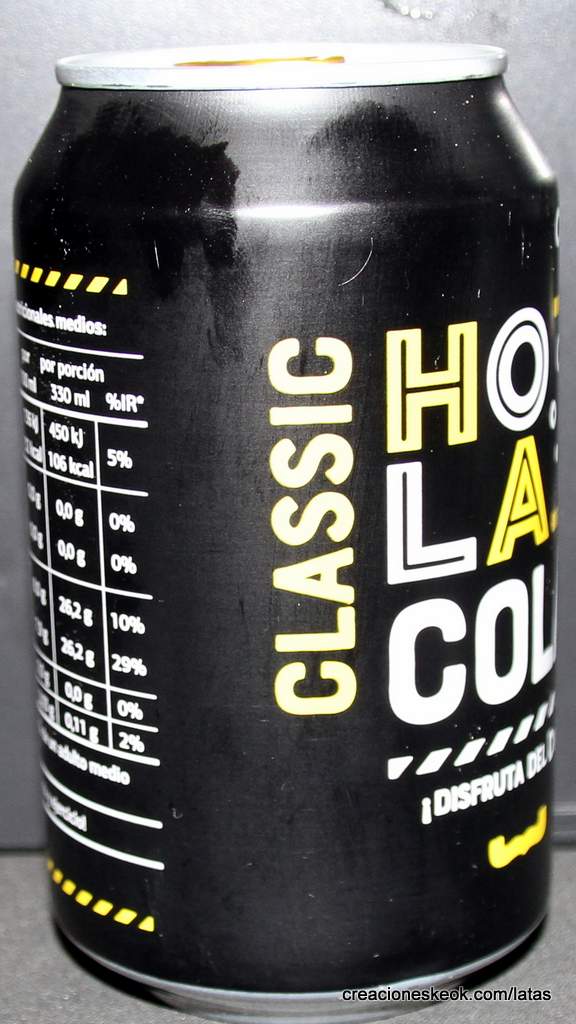 medios:
por porción
330 ml %IR*
450 kJ
106 kcal 5%
0,0 g 0%
0,0 g 0%
26,2 g 10%
26,2 g 29%
0,0 g 0%
0,11 g 2%
un adulto medio
CLASSIC
HO
LA
COL
¡DISFRUTA DEL
creacioneskeok.com/latas